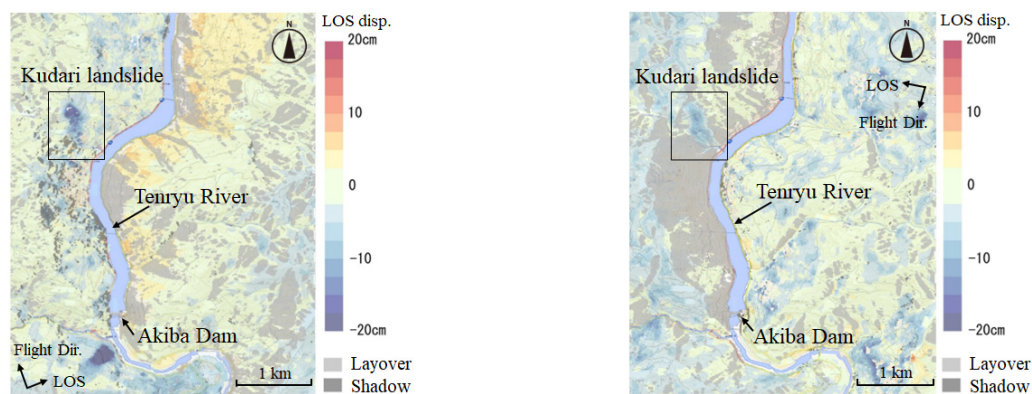 LOS disp.
20cm
10
0
-10
-20cm
N
Kudari landslide
Tenryu River
Akiba Dam
Flight Dir.
LOS
1 km
Layover
Shadow
LOS disp.
20cm
10
0
-10
-20cm
N
Kudari landslide
LOS
Flight Dir.
Tenryu River
Akiba Dam
1 km
Layover
Shadow